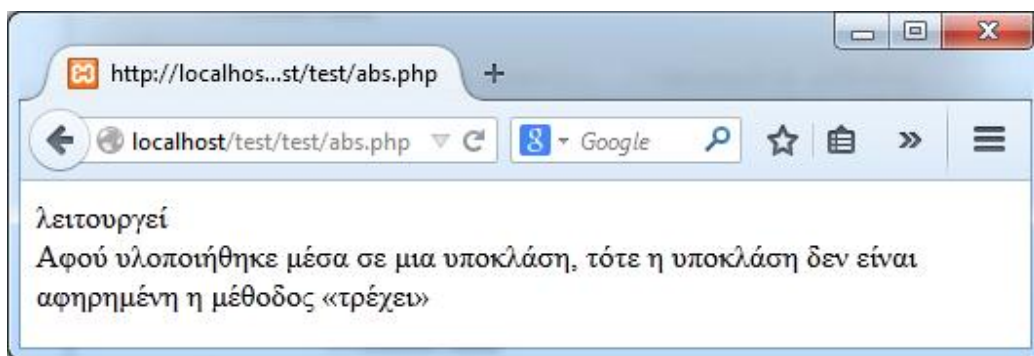 http://localhos...st/test/abs.php
localhost/test/test/abs.php
Google
λειτουργεί
Αφού υλοποιήθηκε μέσα σε μια υποκλάση, τότε η υποκλάση δεν είναι
αφηρημένη η μέθοδος «τρέχει»